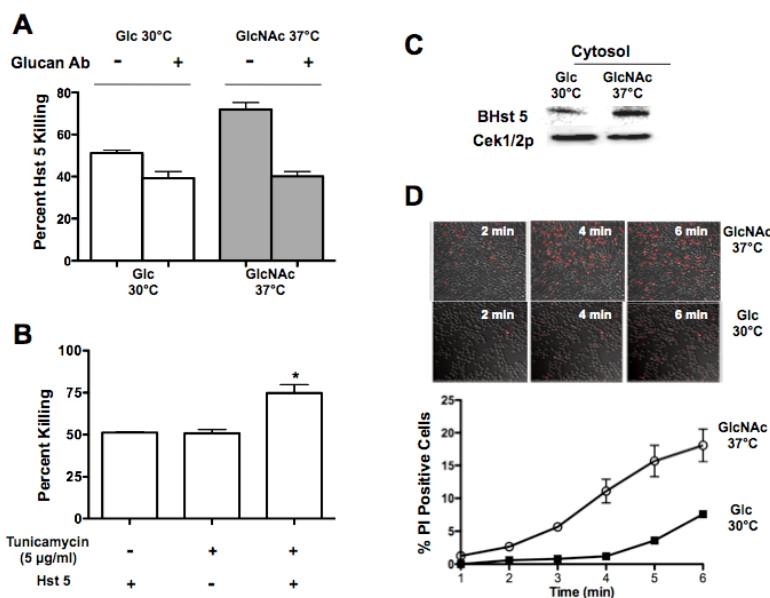 A
Glc 30°C GlcNAc 37°C
Glucan Ab - + - +
Percent Hst 5 Killing
80
60
40
20
0
Glc
30°C
GlcNAc
37°C
B
Percent Killing
100
75
50
25
0
*
Tunicamycin
(5 µg/ml) - + +
Hst 5 + - +
C
Cytosol
Glc
30°C
GlcNAc
37°C
BHst 5
Cek1/2p
D
2 min 4 min 6 min
GlcNAc
37°C
2 min 4 min 6 min
Glc
30°C
% PI Positive Cells
25
20
15
10
5
0
GlcNAc
37°C
Glc
30°C
1 2 3 4 5 6
Time (min)